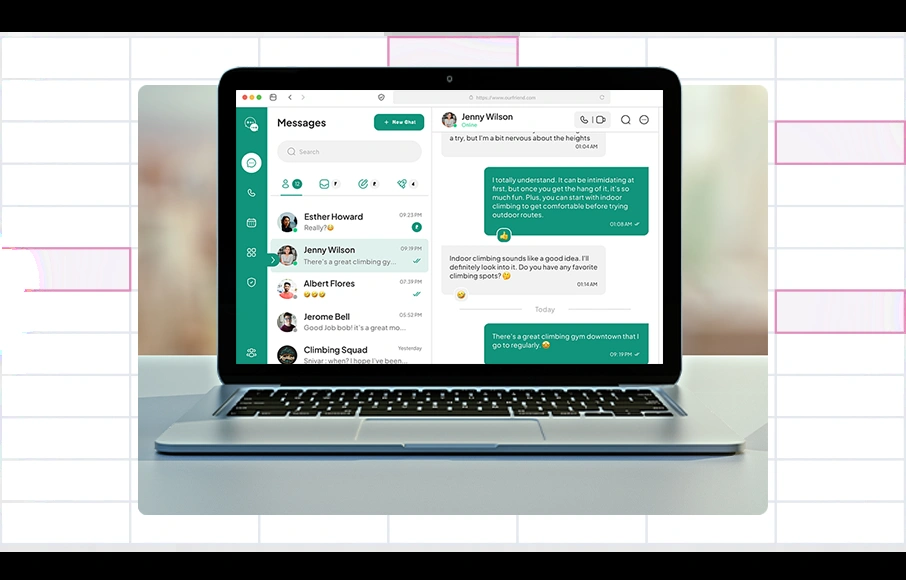 https://www.ourfriend.com
Messages
+ New Chat
Search
12
4
Esther Howard
09:23 PM
Really?😂
Jenny Wilson
09:19 PM
There's a great climbing gy...
Albert Flores
07:39 PM
🤣🤣🤣
Jerome Bell
05:52 PM
Good Job bob! it's a great mo...
Climbing Squad
Yesterday
Snivar : when? I hope I've been...
Jenny Wilson
Online
a try, but I'm a bit nervous about the heights
01:04 AM
I totally understand. It can be intimidating at
first, but once you get the hang of it, it's so
much fun. Plus, you can start with indoor
climbing to get comfortable before trying
outdoor routes.
01:08 AM
Indoor climbing sounds like a good idea. I'll
definitely look into it. Do you have any favorite
climbing spots? 🤔
01:14 AM
Today
There's a great climbing gym downtown that I
go to regularly. 🤩
09:19 PM